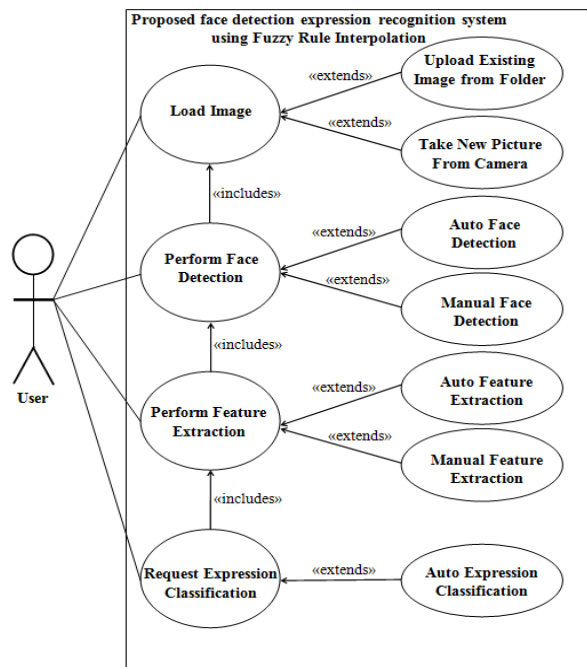 Proposed face detection expression recognition system
using Fuzzy Rule Interpolation
Upload Existing
Image from Folder
«extends»
Load Image
«extends»
Take New Picture
From Camera
«includes»
Auto Face
Detection
«extends»
Perform Face
Detection
«extends»
Manual Face
Detection
«includes»
User
Auto Feature
Extraction
«extends»
Perform Feature
Extraction
«extends»
Manual Feature
Extraction
«includes»
«extends»
Request Expression
Classification
Auto Expression
Classification